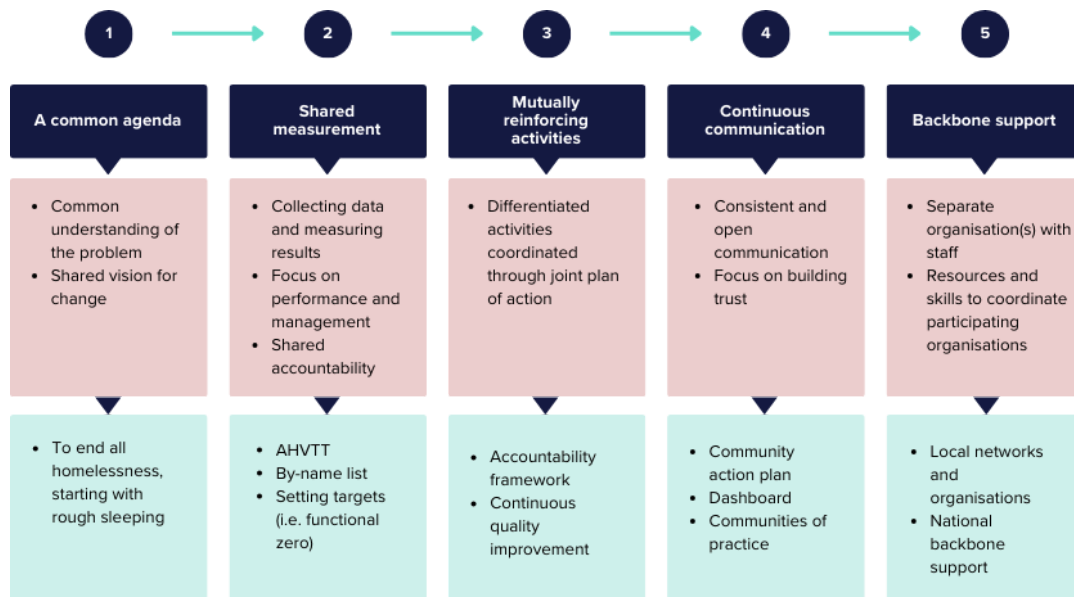 1
2
3
4
5
A common agenda
Shared
measurement
Mutually
reinforcing
activities
Continuous
communication
Backbone support
• Common
understanding of
the problem
• Shared vision for
change
• Collecting data
and measuring
results
• Focus on
performance and
management
• Shared
accountability
• Differentiated
activities
coordinated
through joint plan
of action
• Consistent and
open
communication
• Focus on building
trust
• Separate
organisation(s) with
staff
• Resources and
skills to coordinate
participating
organisations
• To end all
homelessness,
starting with
rough sleeping
• AHVTT
• By-name list
• Setting targets
(i.e. functional
zero)
• Accountability
framework
• Continuous
quality
improvement
• Community
action plan
• Dashboard
• Communities of
practice
• Local networks
and
organisations
• National
backbone
support